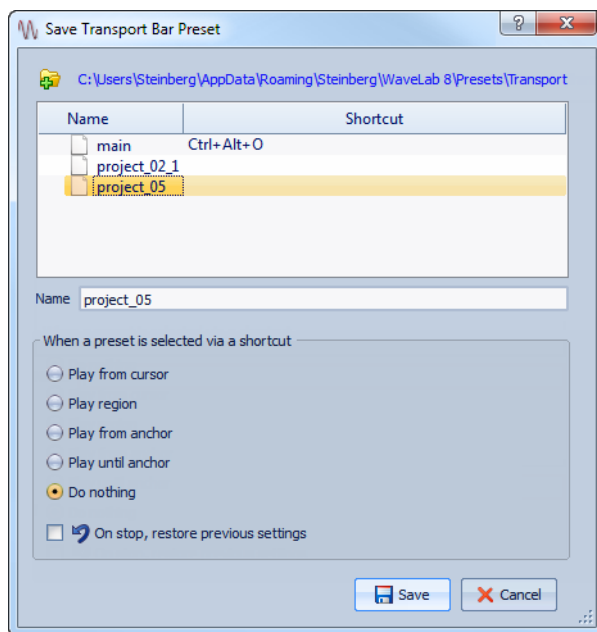 Save Transport Bar Preset
C:\Users\Steinberg\AppData\Roaming\Steinberg\WaveLab 8\Presets\Transport
Name Shortcut
main Ctrl+Alt+O
project_02_1
project_05
Name project_05
When a preset is selected via a shortcut
Play from cursor
Play region
Play from anchor
Play until anchor
Do nothing
On stop, restore previous settings
Save Cancel